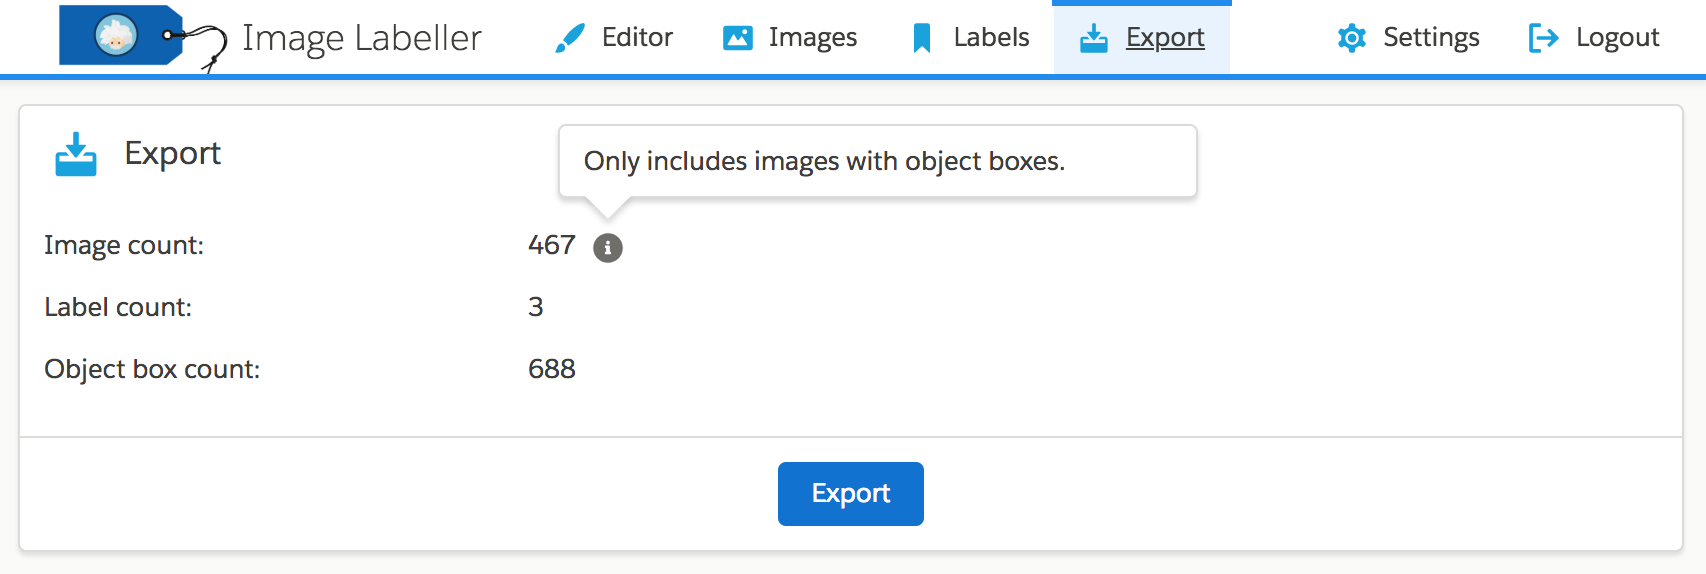 Image Labeller Editor Images Labels Export Settings Logout
Export
Only includes images with object boxes.
Image count: 467
Label count: 3
Object box count: 688
Export